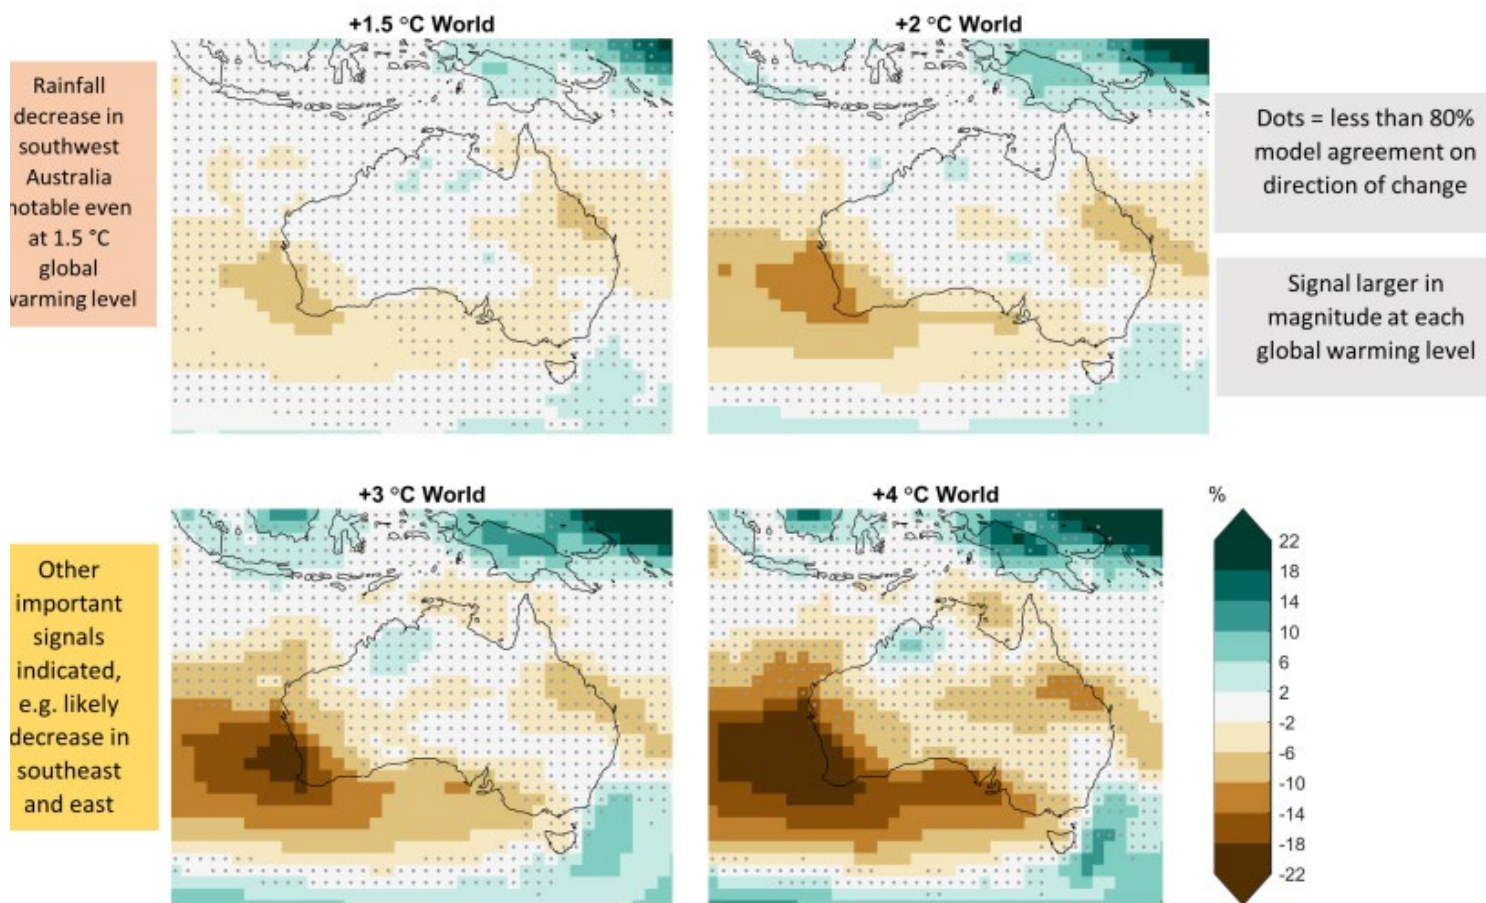 +1.5 °C World
+2 °C World
Rainfall
decrease in
southwest
Australia
notable even
at 1.5 °C
global
warming level
Dots = less than 80%
model agreement on
direction of change
Signal larger in
magnitude at each
global warming level
+3 °C World
+4 °C World
%
Other
important
signals
indicated,
e.g. likely
decrease in
southeast
and east
22
18
14
10
6
2
-2
-6
-10
-14
-18
-22